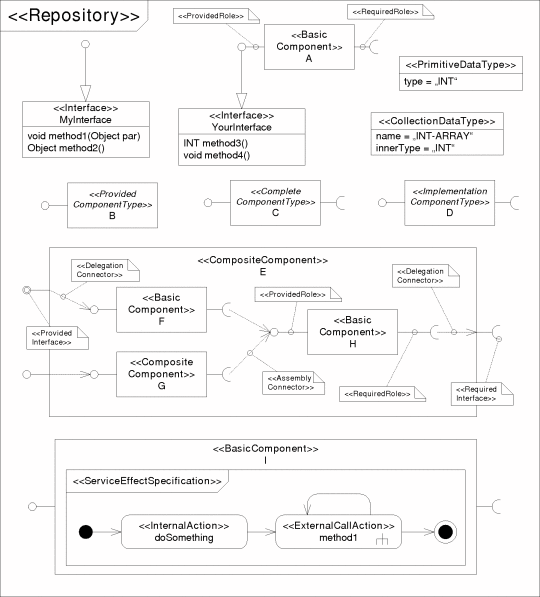 <<Repository>>
<<ProvidedRole>>
<<RequiredRole>>
<<Basic
Component>>
A
<<PrimitiveDataType>>
type = „INT“
<<Interface>>
MyInterface
void method1(Object par)
Object method2()
<<Interface>>
YourInterface
INT method3()
void method4()
<<CollectionDataType>>
name = „INT-ARRAY“
innerType = „INT“
<<Provided
ComponentType>>
B
<<Complete
ComponentType>>
C
<<Implementation
ComponentType>>
D
<<CompositeComponent>>
E
<<Delegation
Connector>>
<<Delegation
Connector>>
<<Basic
Component>>
F
<<ProvidedRole>>
<<Basic
Component>>
H
<<Provided
Interface>>
<<Composite
Component>>
G
<<Assembly
Connector>>
<<RequiredRole>>
<<Required
Interface>>
<<BasicComponent>>
I
<<ServiceEffectSpecification>>
<<InternalAction>>
doSomething
<<ExternalCallAction>>
method1